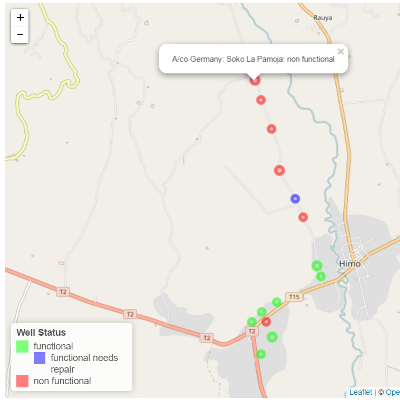 +
Rauya
−
A/co Germany: Soko La Pamoja: non functional
×
Himo
T2
T15
T2
T2
T2
Well Status
functional
functional needs
repair
non functional
Leaflet | © Ope